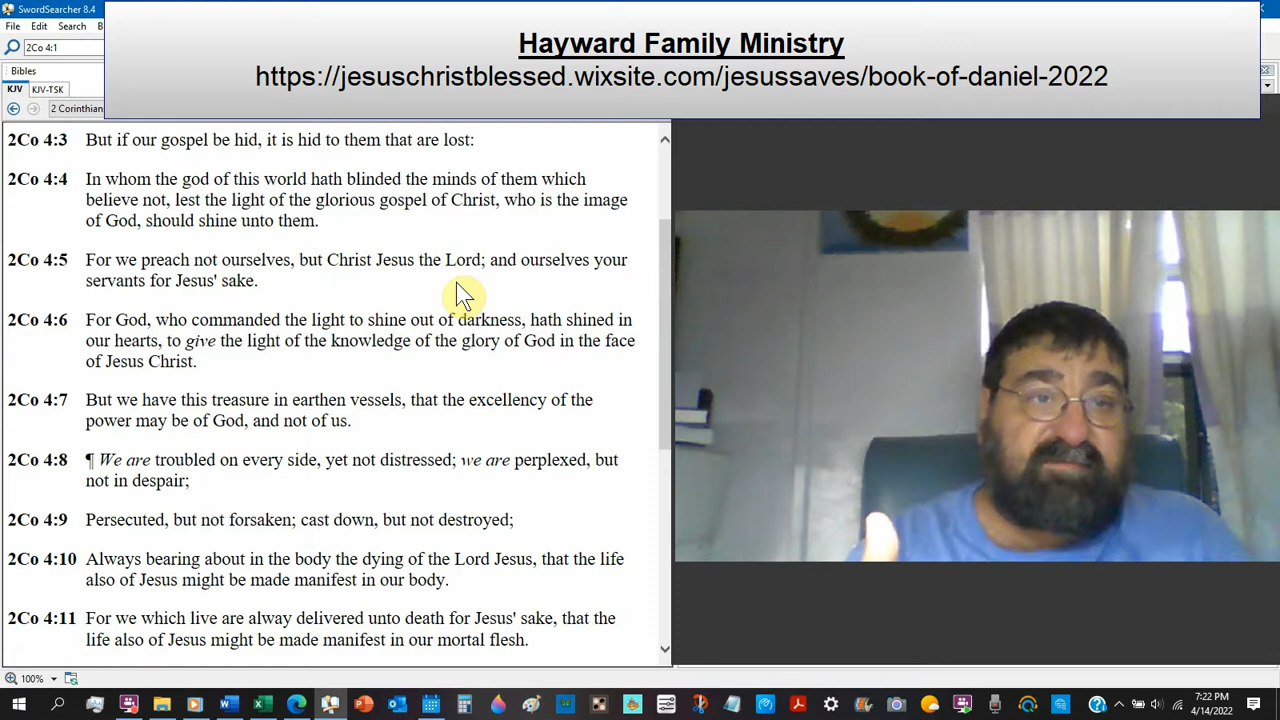 SwordSearcher 8.4
File Edit Search B
Hayward Family Ministry
https://jesuschristblessed.wixsite.com/jesussaves/book-of-daniel-2022
2Co 4:1
Bibles
KJV KJV-TSK
2 Corinthian
2Co 4:3 But if our gospel be hid, it is hid to them that are lost:
2Co 4:4 In whom the god of this world hath blinded the minds of them which
believe not, lest the light of the glorious gospel of Christ, who is the image
of God, should shine unto them.
2Co 4:5 For we preach not ourselves, but Christ Jesus the Lord; and ourselves your
servants for Jesus' sake.
2Co 4:6 For God, who commanded the light to shine out of darkness, hath shined in
our hearts, to give the light of the knowledge of the glory of God in the face
of Jesus Christ.
2Co 4:7 But we have this treasure in earthen vessels, that the excellency of the
power may be of God, and not of us.
2Co 4:8 ¶ We are troubled on every side, yet not distressed; we are perplexed, but
not in despair;
2Co 4:9 Persecuted, but not forsaken; cast down, but not destroyed;
2Co 4:10 Always bearing about in the body the dying of the Lord Jesus, that the life
also of Jesus might be made manifest in our body.
2Co 4:11 For we which live are alway delivered unto death for Jesus' sake, that the
life also of Jesus might be made manifest in our mortal flesh.
100%
7:22 PM
4/14/2022